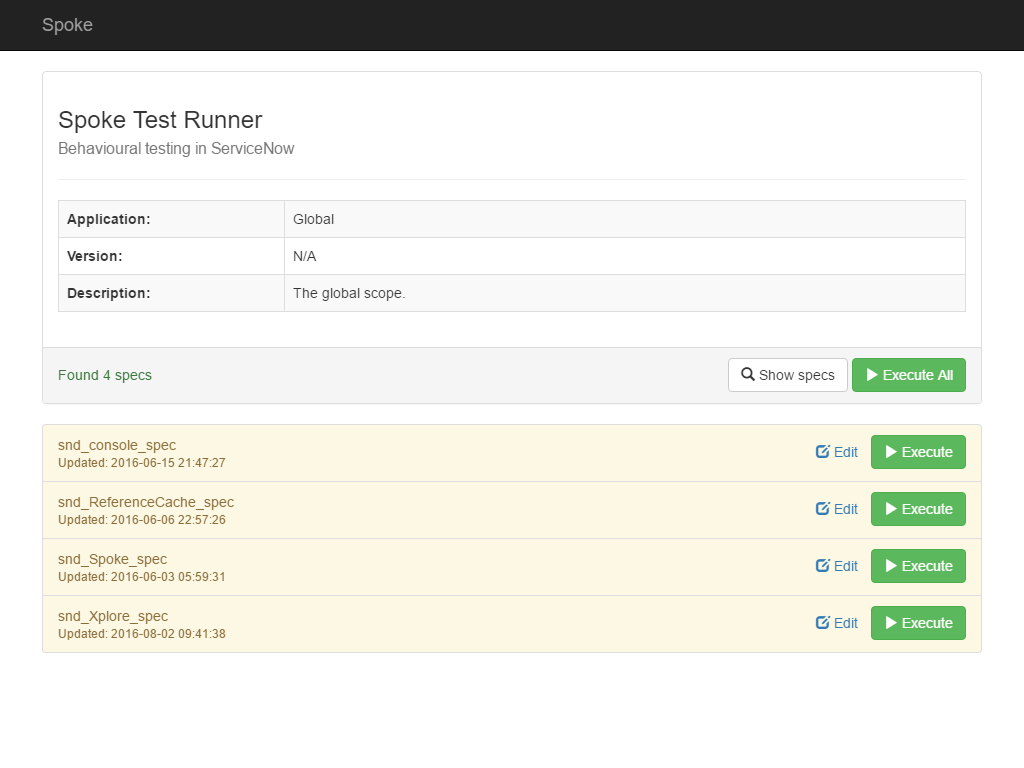 Spoke
Spoke Test Runner
Behavioural testing in ServiceNow
Application: Global
Version: N/A
Description: The global scope.
Found 4 specs Show specs Execute All
snd_console_spec
Updated: 2016-06-15 21:47:27
Edit Execute
snd_ReferenceCache_spec
Updated: 2016-06-06 22:57:26
Edit Execute
snd_Spoke_spec
Updated: 2016-06-03 05:59:31
Edit Execute
snd_Xplore_spec
Updated: 2016-08-02 09:41:38
Edit Execute